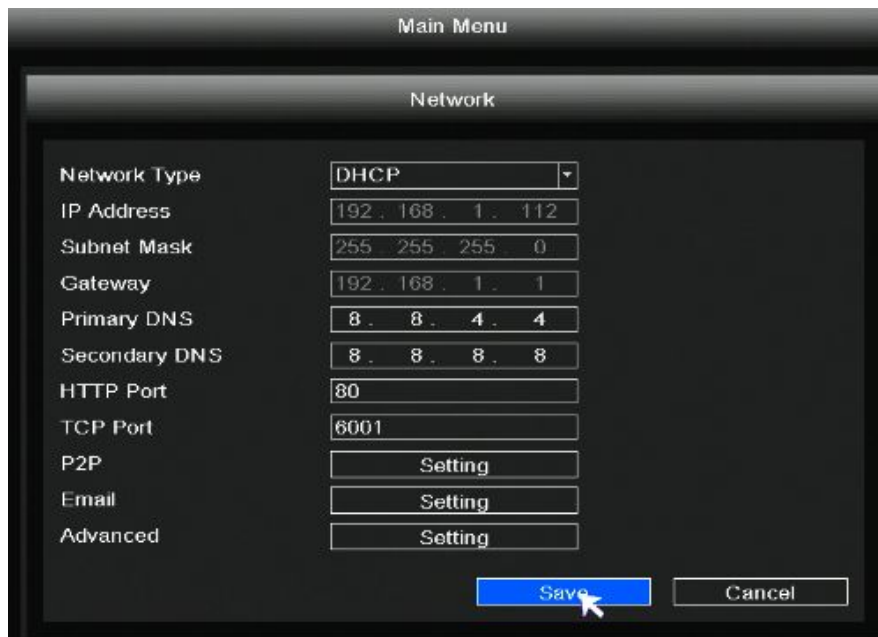 Main Menu
Network
Network Type DHCP
IP Address 192 . 168 . 1 . 112
Subnet Mask 255 . 255 . 255 . 0
Gateway 192 . 168 . 1 . 1
Primary DNS 8 . 8 . 4 . 4
Secondary DNS 8 . 8 . 8 . 8
HTTP Port 80
TCP Port 6001
P2P Setting
Email Setting
Advanced Setting
Save Cancel